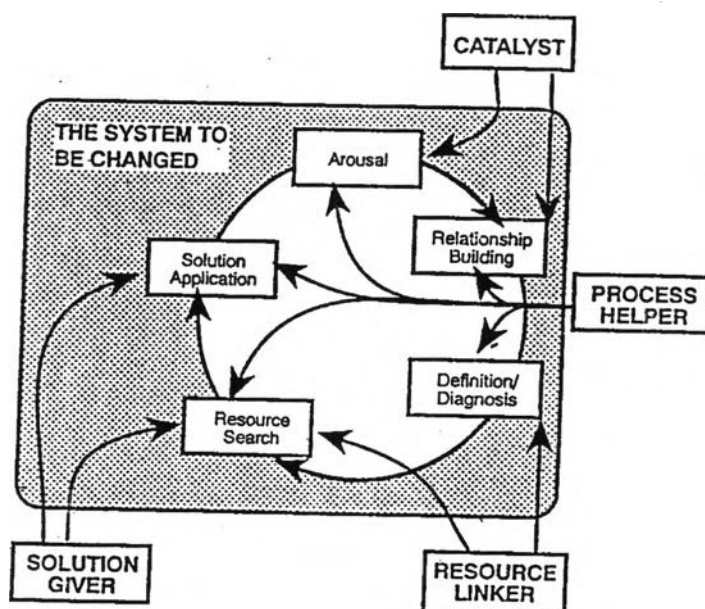 CATALYST
THE SYSTEM TO
BE CHANGED
Arousal
Relationship
Building
Solution
Application
PROCESS
HELPER
Definition/
Diagnosis
Resource
Search
SOLUTION
GIVER
RESOURCE
LINKER